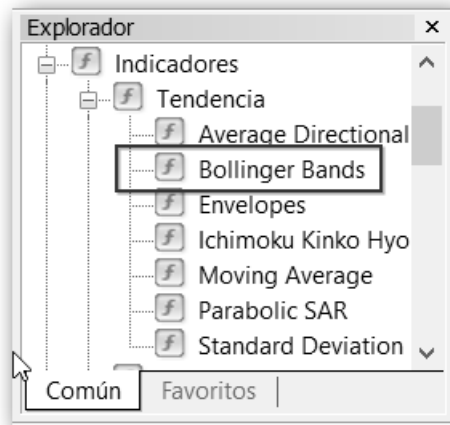 Explorador
Indicadores
Tendencia
Average Directional
Bollinger Bands
Envelopes
Ichimoku Kinko Hyo
Moving Average
Parabolic SAR
Standard Deviation
Común Favoritos